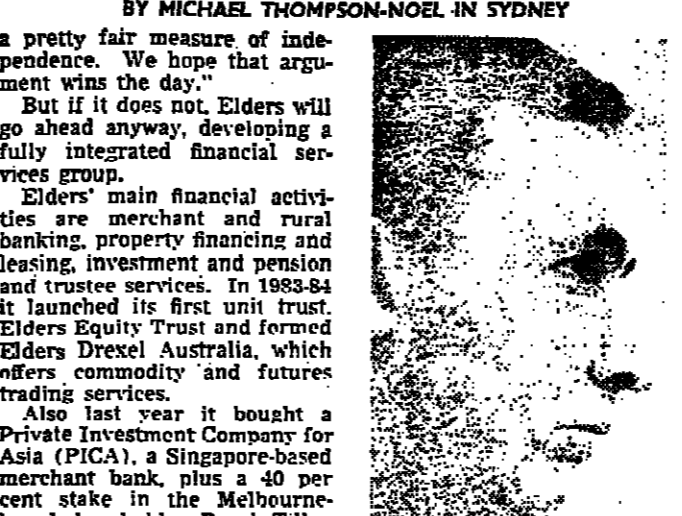 BY MICHAEL THOMPSON-NOEL IN SYDNEY
a pretty fair measure of inde-
pendence. We hope that argu-
ment wins the day."
But if it does not, Elders will
go ahead anyway, developing a
fully integrated financial ser-
vices group.
Elders' main financial activi-
ties are merchant and rural
banking, property financing and
leasing, investment and pension
and trustee services. In 1983-84
it launched its first unit trust.
Elders Equity Trust and formed
Elders Drexel Australia, which
offers commodity and futures
trading services.
Also last year it bought a
Private Investment Company for
Asia (PICA), a Singapore-based
merchant bank, plus a 40 per
cent stake in the Melbourne-